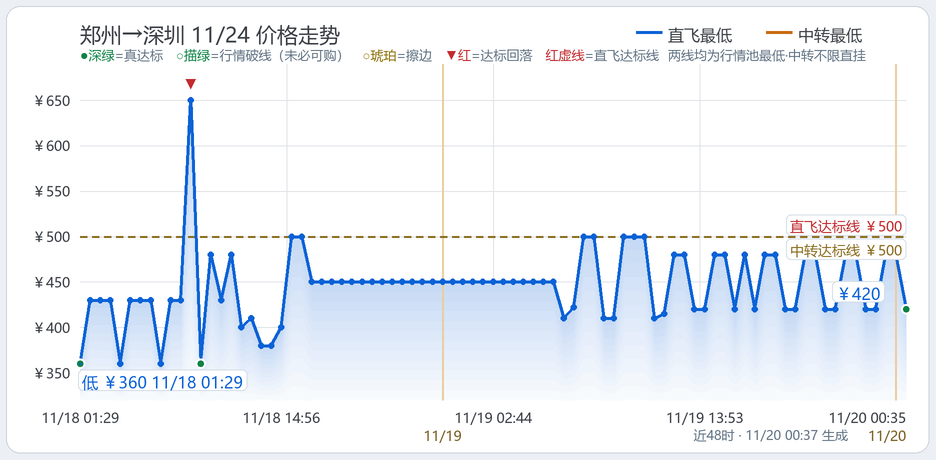 郑州→深圳 11/24 价格走势
直飞最低 中转最低
●深绿=真达标 ○描绿=行情破线（未必可购） ○琥珀=擦边 ▼红=达标回落 红虚线=直飞达标线 两线均为行情池最低·中转不限直挂
￥650
￥600
￥550
￥500
￥450
￥400
￥350
直飞达标线 ￥500
中转达标线 ￥500
￥420
低 ￥360 11/18 01:29
11/18 01:29 11/18 14:56 11/19 02:44 11/19 13:53 11/20 00:35
11/19 近48时 · 11/20 00:37 生成 11/20